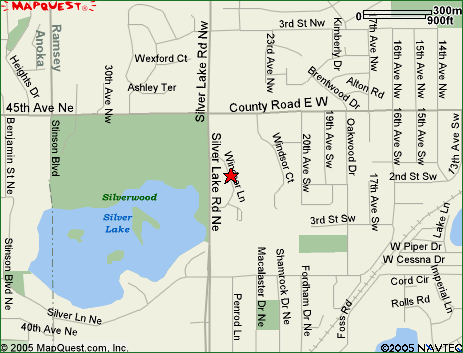 MAPQUEST®
300m
900ft
3rd St Nw
Ramsey
Anoka
Heights Dr
Wexford Ct
30th Ave Nw
Ashley Ter
Silver Lake Rd Nw
23rd Ave Nw
Kimberly Dr
Brentwood Dr
Alton Rd
17th Ave Nw
16th Ave Nw
15th Ave Nw
14th Ave Nw
45th Ave Ne
County Road E W
Benjamin St Ne
Stinson Blvd
Silver Lake Rd Ne
Windsor Ct
20th Ave Sw
19th Ave Sw
Oakwood Dr
17th Ave Sw
16th Ave Sw
15th Ave Sw
13th Ave Sw
2nd St Sw
Silverwood
Silver
Lake
3rd St Sw
Lake Ln
W Piper Dr
W Cessna Dr
Stinson Blvd Ne
Macalaster Dr Ne
Shamrock Dr Ne
Fordham Dr Ne
Cord Cir
Imperial Ln
Rolls Rd
Fosso Rd
Penrod Ln
Silver Ln Ne
40th Ave Ne
© 2005 MapQuest.com, Inc.
©2005 NAVTEQ